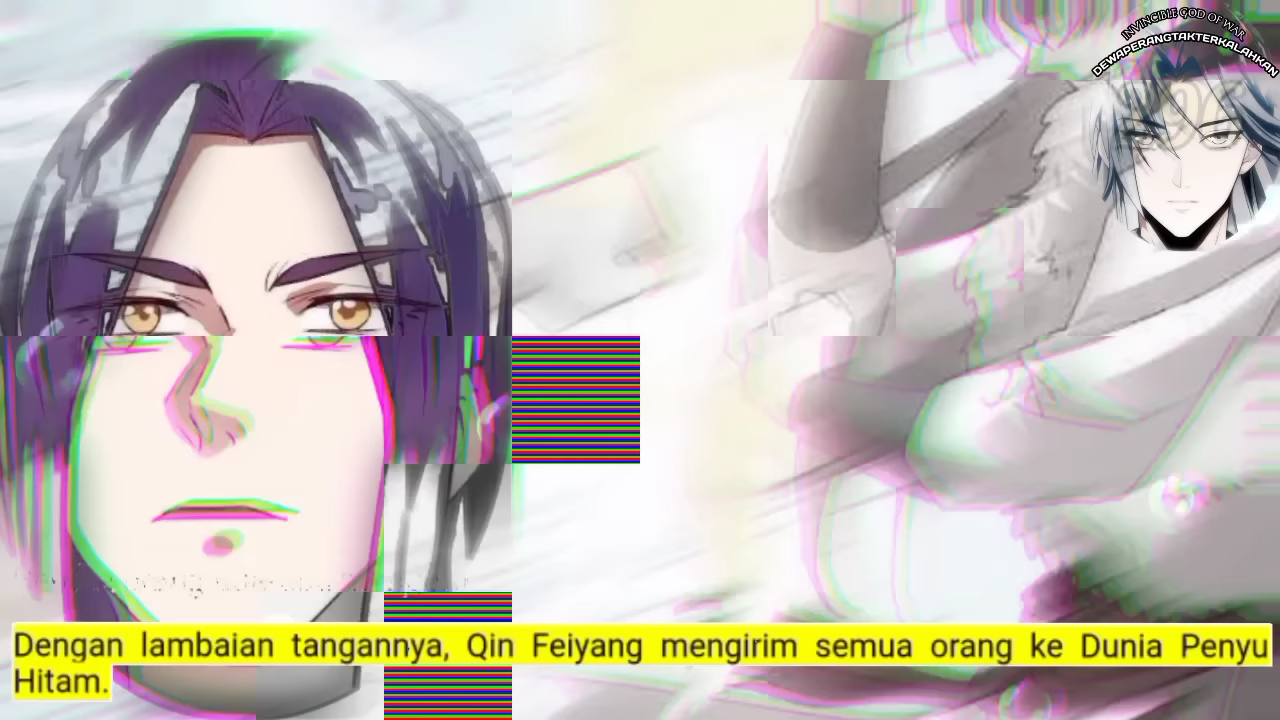 INVINCIBLE GOD OF WAR
DEWAPERANGTAKTERKALAHKAN
Dengan lambaian tangannya, Qin Feiyang mengirim semua orang ke Dunia Penyu
Hitam.